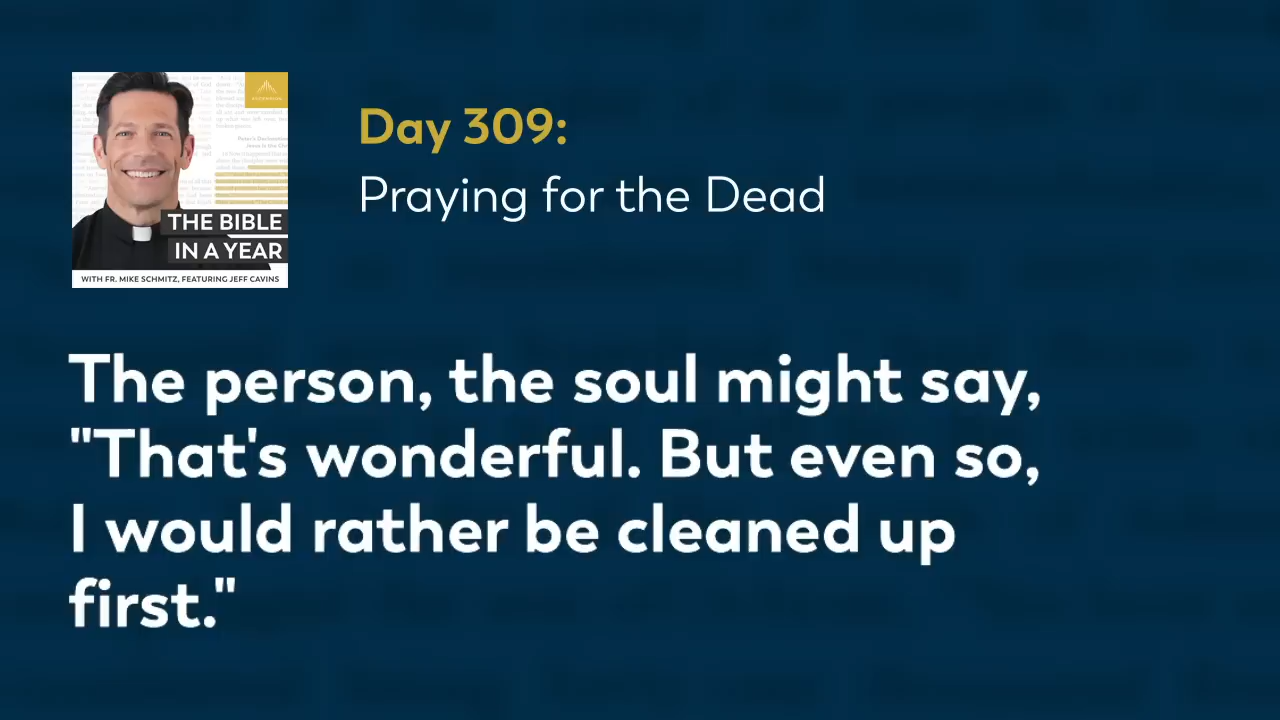 Day 309:
Praying for the Dead
THE BIBLE
IN A YEAR
WITH FR. MIKE SCHMITZ, FEATURING JEFF CAVINS
The person, the soul might say,
"That's wonderful. But even so,
I would rather be cleaned up
first."